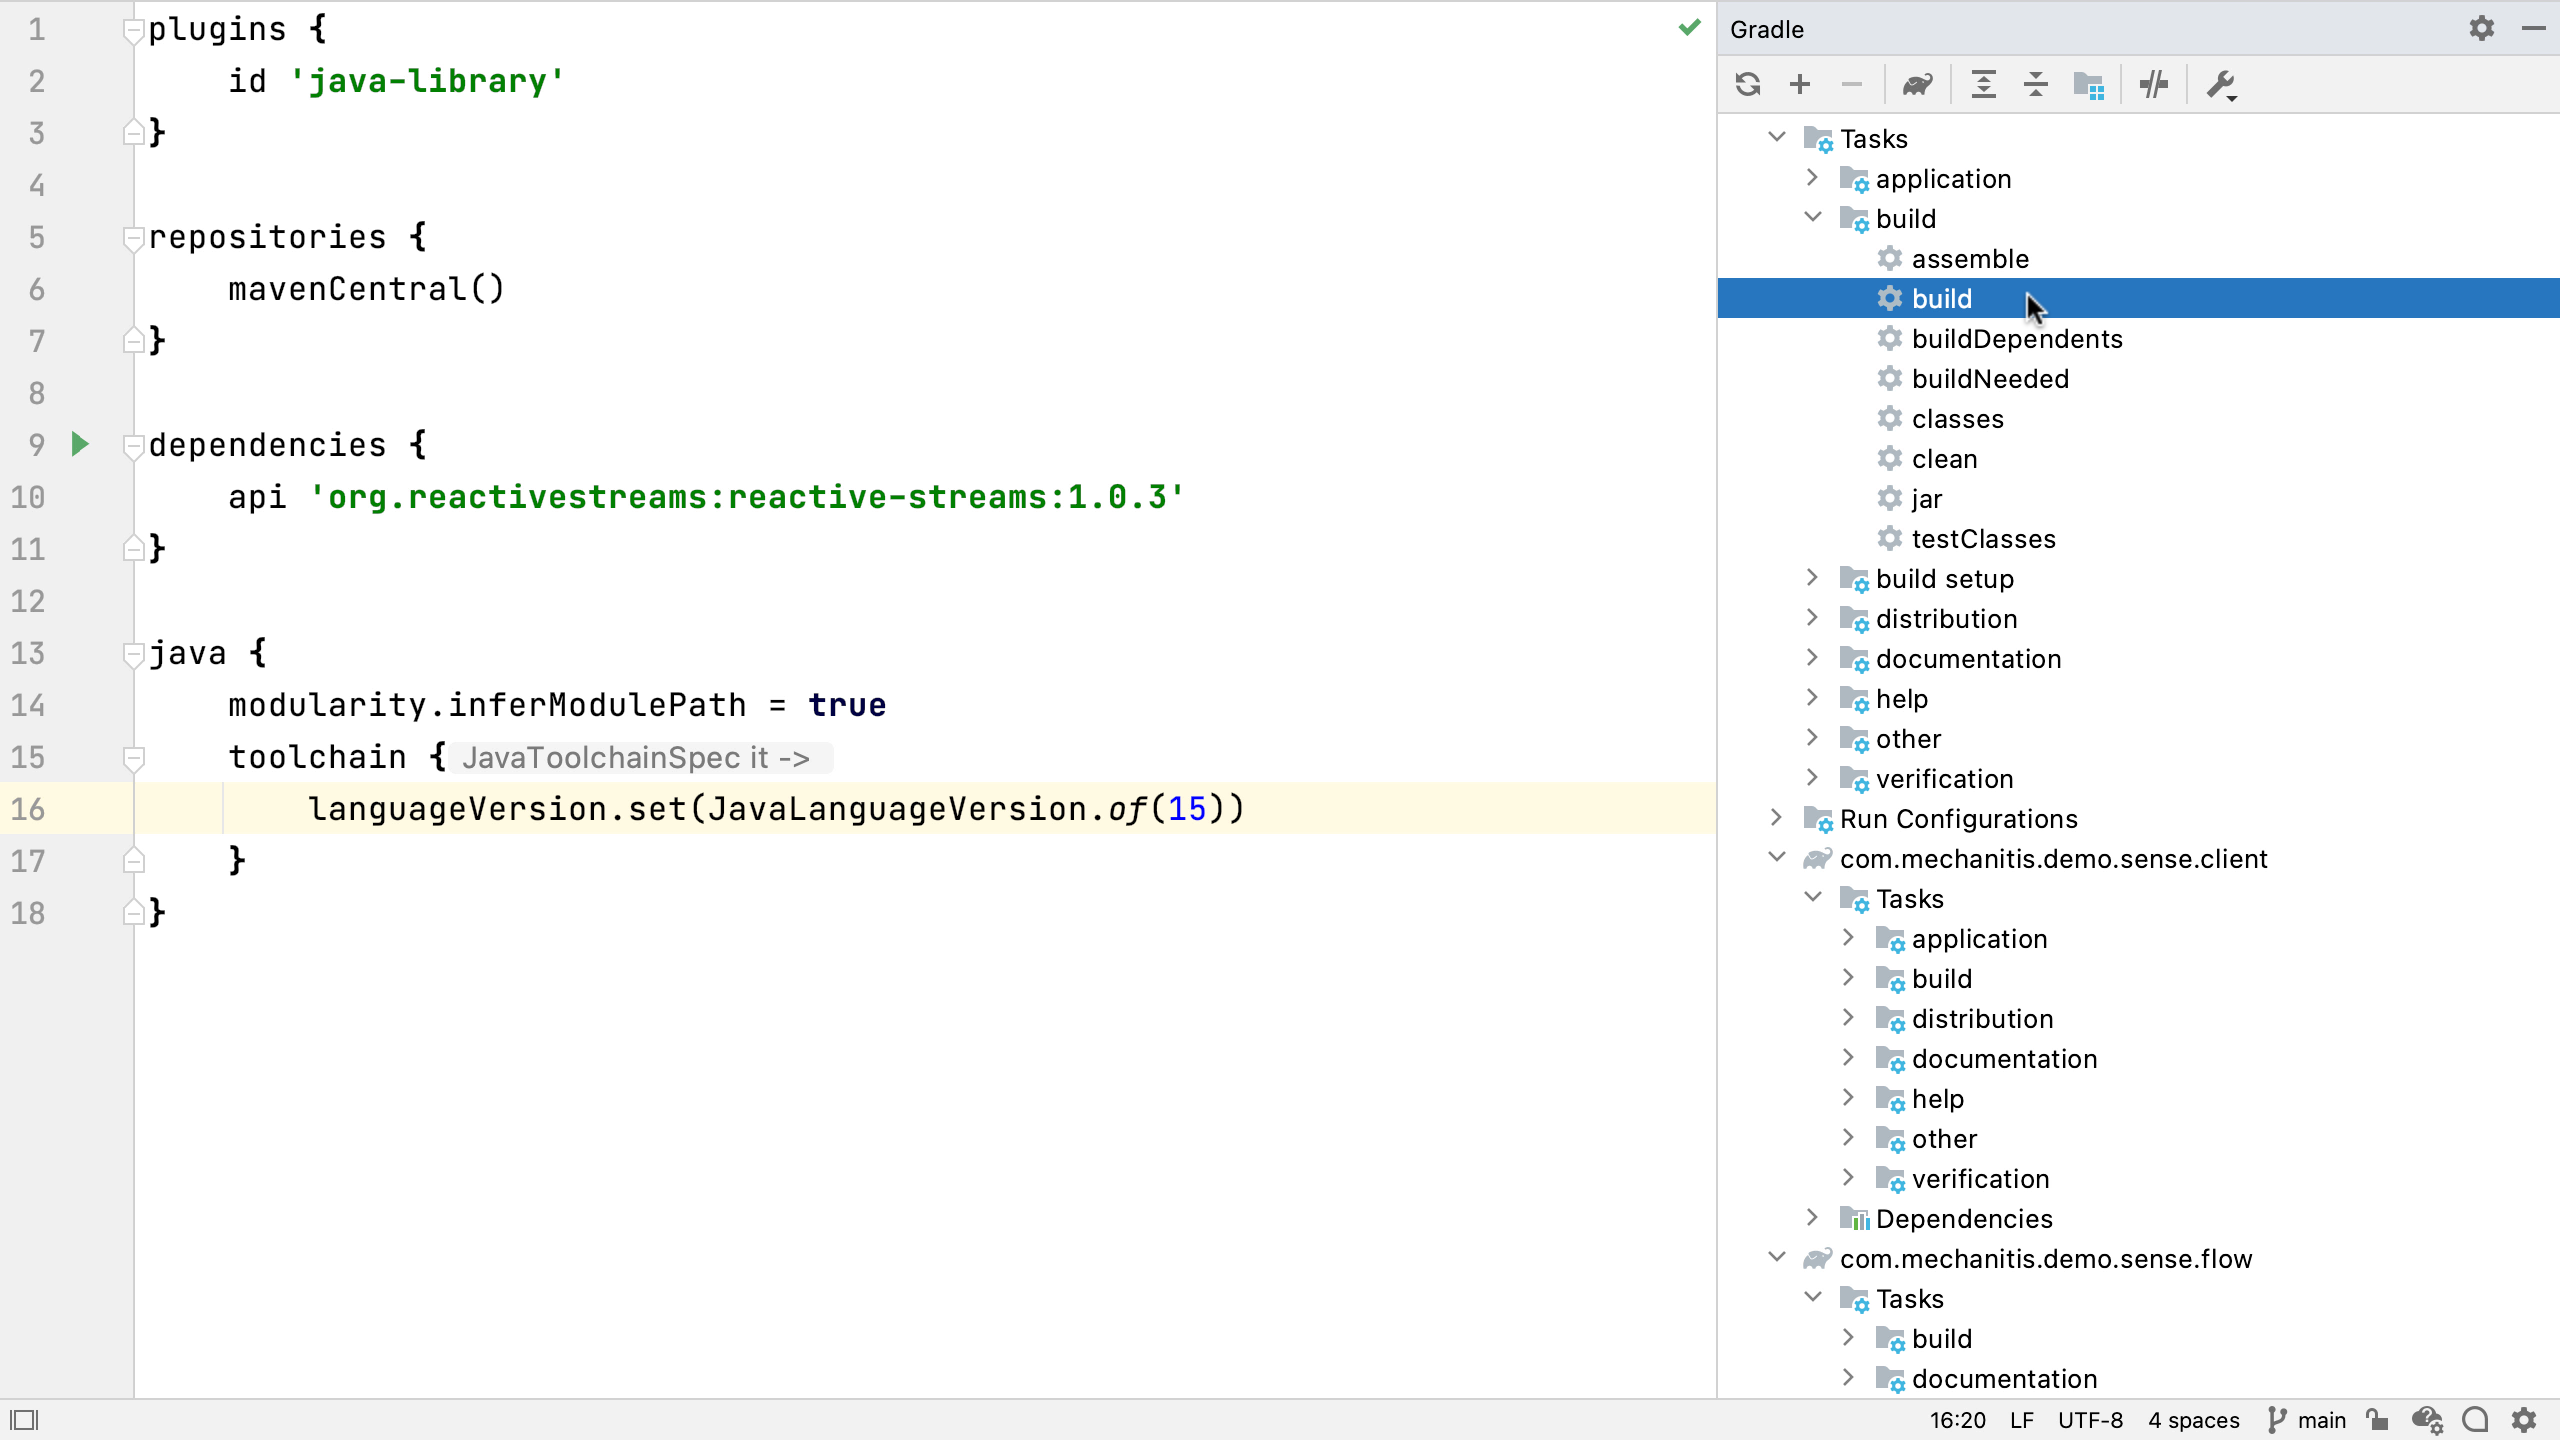 1 plugins {
2     id 'java-library'
3 }
4
5 repositories {
6     mavenCentral()
7 }
8
9 dependencies {
10     api 'org.reactivestreams:reactive-streams:1.0.3'
11 }
12
13 java {
14     modularity.inferModulePath = true
15     toolchain { JavaToolchainSpec it ->
16         languageVersion.set(JavaLanguageVersion.of(15))
17     }
18 }
Gradle
Tasks
application
build
assemble
build
buildDependents
buildNeeded
classes
clean
jar
testClasses
build setup
distribution
documentation
help
other
verification
Run Configurations
com.mechanitis.demo.sense.client
Tasks
application
build
distribution
documentation
help
other
verification
Dependencies
com.mechanitis.demo.sense.flow
Tasks
build
documentation
16:20 LF UTF-8 4 spaces main